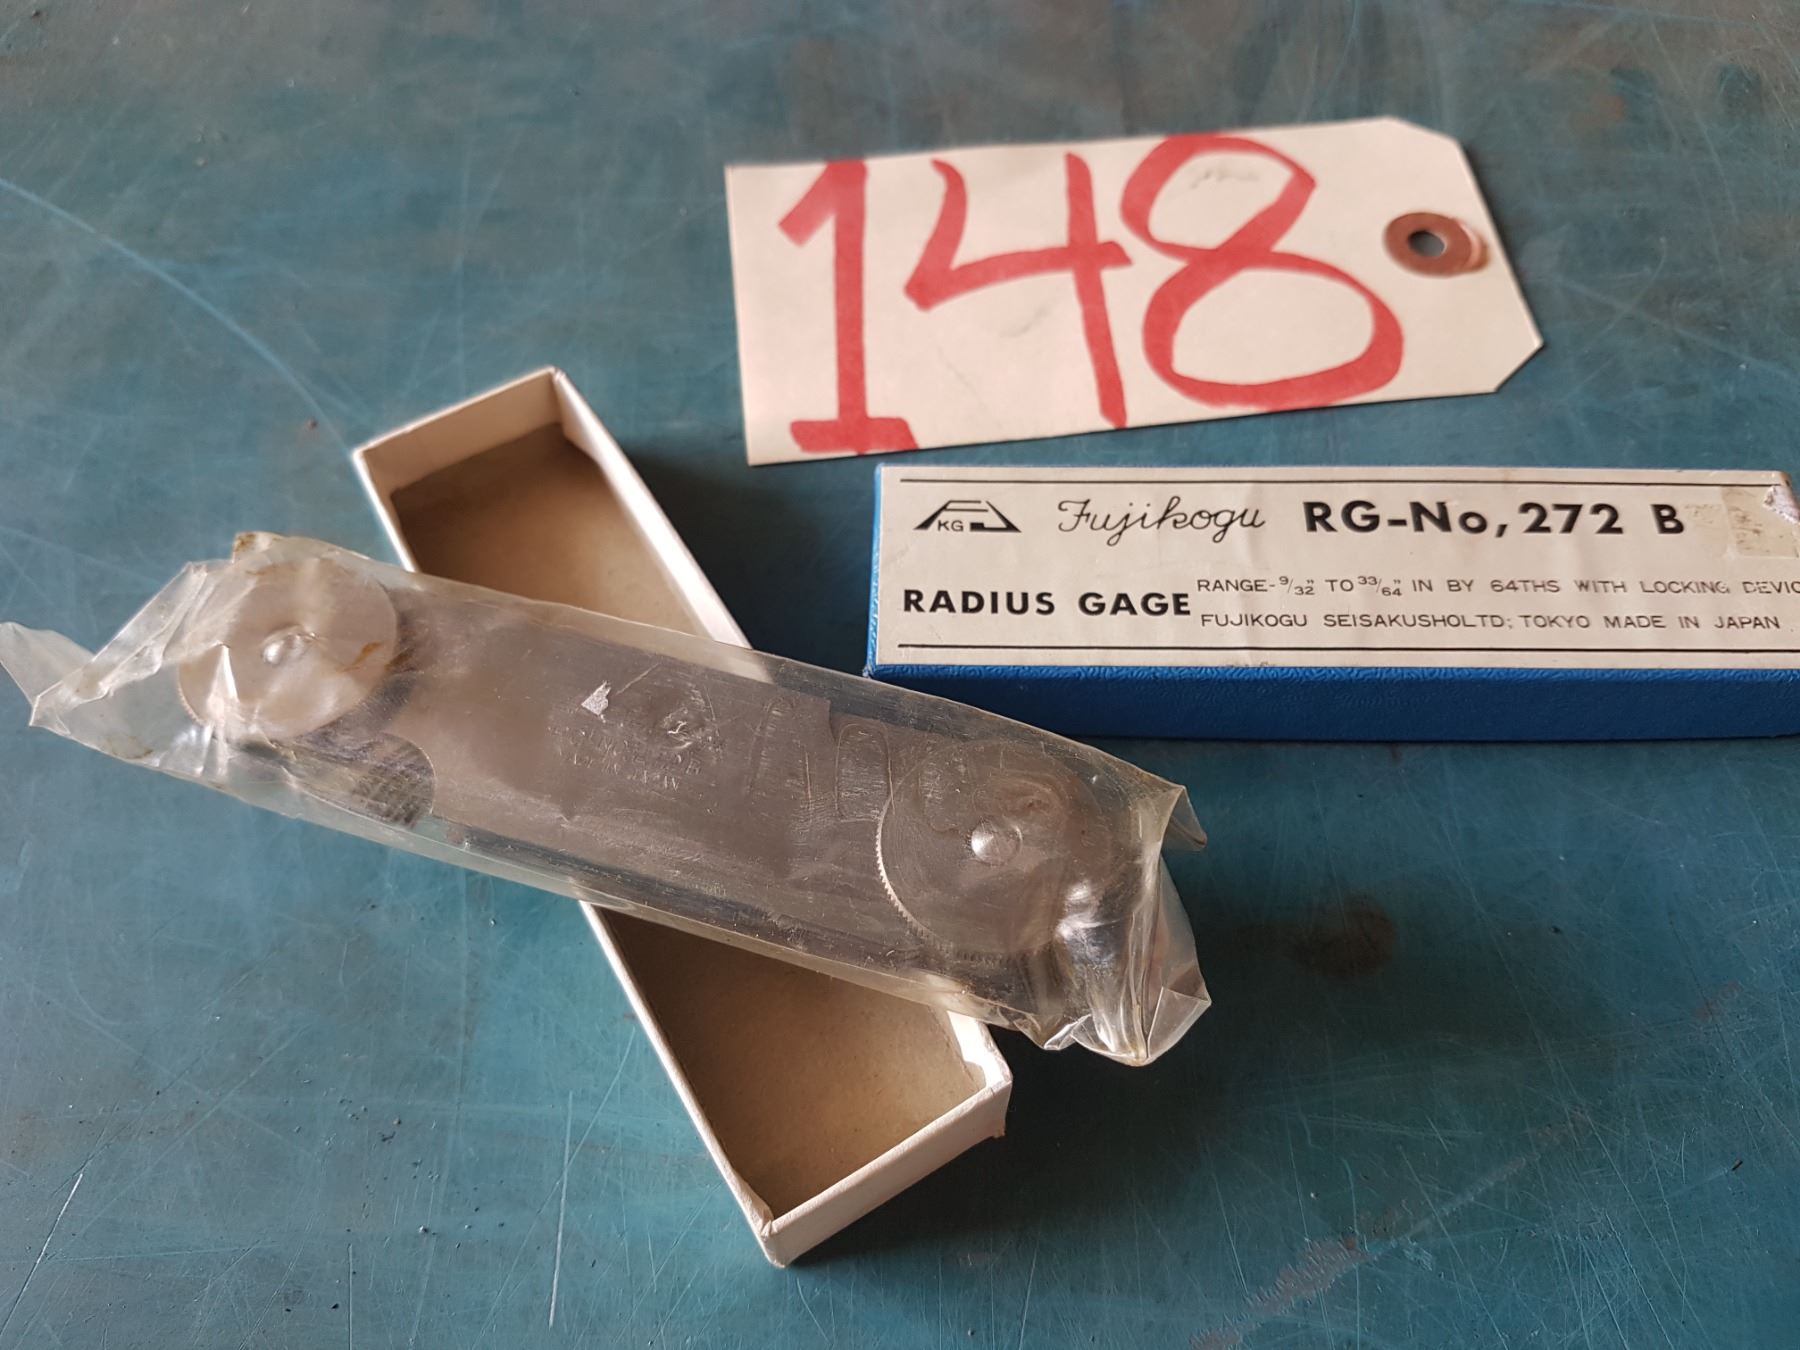 148
FJ KG Fujikogu RG-No, 272 B
RADIUS GAGE RANGE-9/32" TO 33/64" IN BY 64THS WITH LOCKING DEVIC
FUJIKOGU SEISAKUSHOLTD; TOKYO MADE IN JAPAN